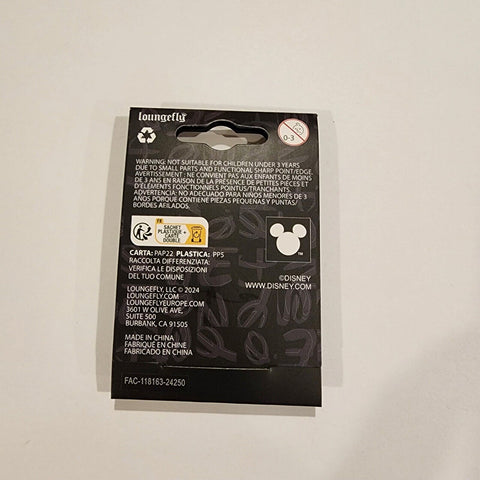 loungefly
0-3
WARNING: NOT SUITABLE FOR CHILDREN UNDER 3 YEARS
DUE TO SMALL PARTS AND FUNCTIONAL SHARP POINT/EDGE.
AVERTISSEMENT : NE CONVIENT PAS AUX ENFANTS DE MOINS
DE 3 ANS EN RAISON DE LA PRÉSENCE DE PETITES PIÈCES ET
D'ÉLÉMENTS FONCTIONNELS POINTUS/TRANCHANTS.
ADVERTENCIA: NO ADECUADO PARA NIÑOS MENORES DE 3
AÑOS PORQUE CONTIENE PIEZAS PEQUEÑAS Y PUNTAS/
BORDES AFILADOS.
FR
SACHET
PLASTIQUE +
CARTE
DOUBLE
CARTA: PAP22 PLASTICA: PP5
RACCOLTA DIFFERENZIATA:
VERIFICA LE DISPOSIZIONI
DEL TUO COMUNE
TM
©DISNEY
WWW.DISNEY.COM
LOUNGEFLY, LLC © 2024
LOUNGEFLY.COM
LOUNGEFLYEUROPE.COM
3601 W OLIVE AVE,
SUITE 500
BURBANK, CA 91505
MADE IN CHINA
FABRIQUÉ EN CHINE
FABRICADO EN CHINA
FAC-118163-24250